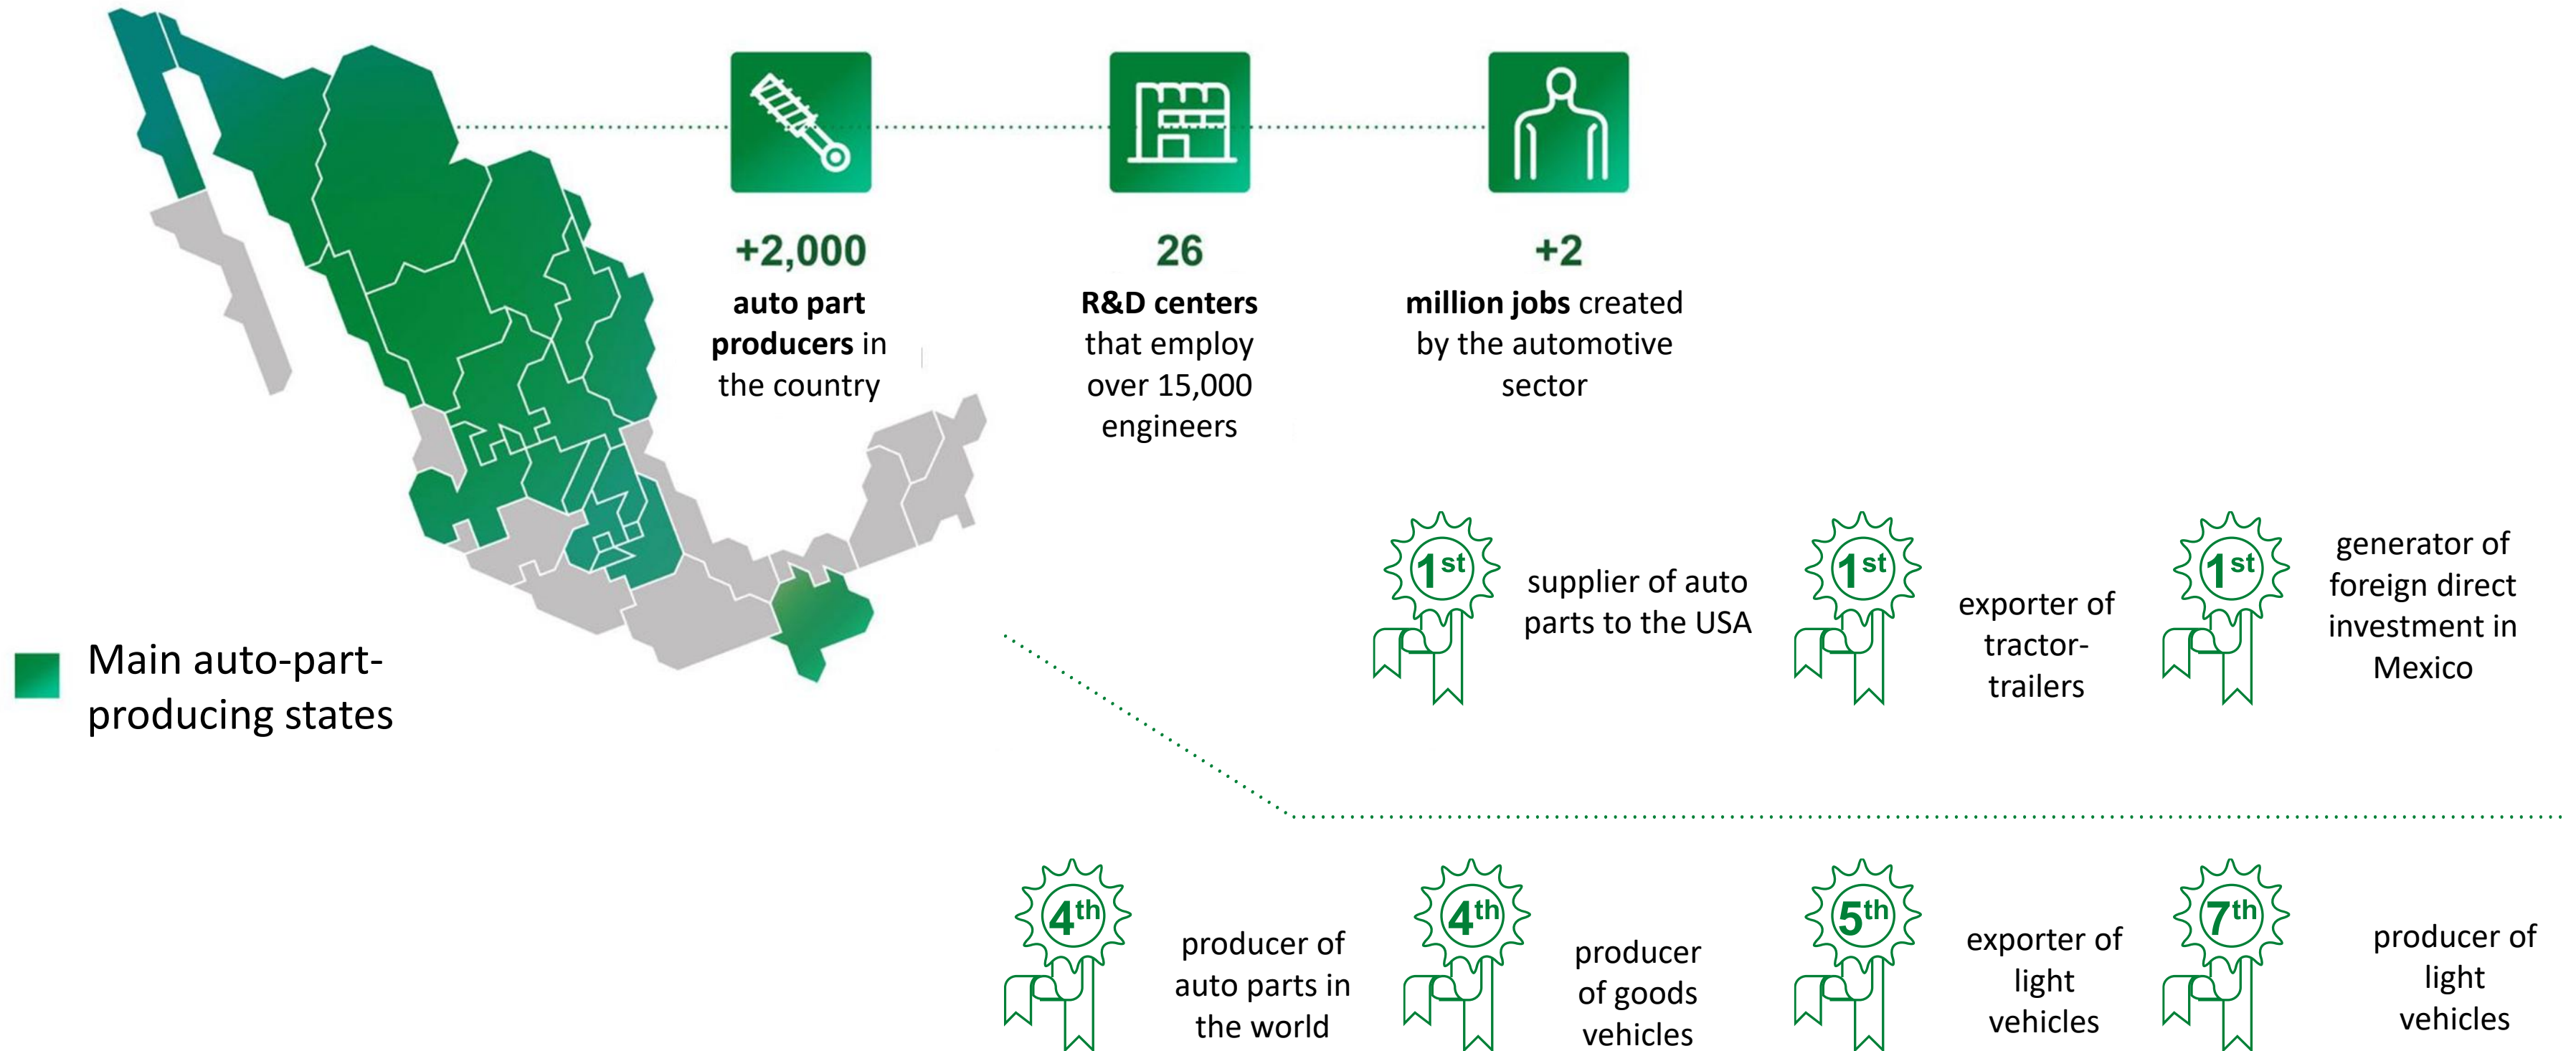 +2,000
auto part
producers in
the country
26
R&D centers
that employ
over 15,000
engineers
+2
million jobs created
by the automotive
sector
Main auto-part-
producing states
1st
supplier of auto
parts to the USA
1st
exporter of
tractor-
trailers
1st
generator of
foreign direct
investment in
Mexico
4th
producer of
auto parts in
the world
4th
producer
of goods
vehicles
5th
exporter of
light
vehicles
7th
producer of
light
vehicles